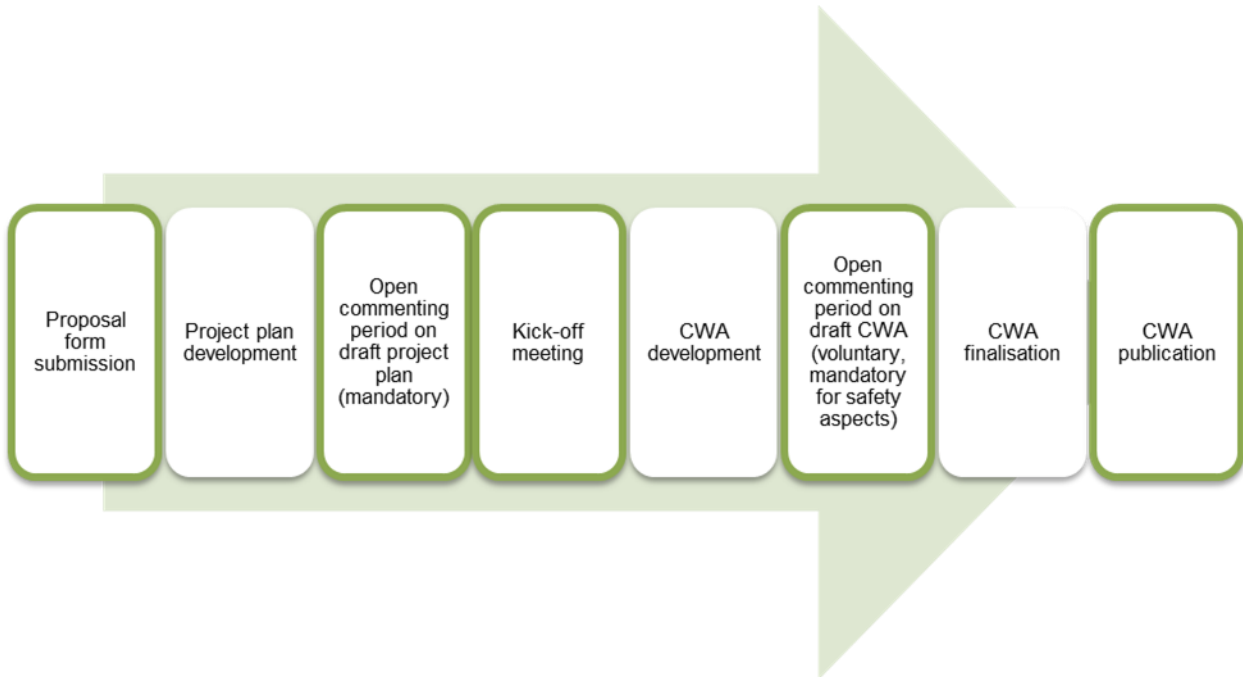 Proposal
form
submission
Project plan
development
Open
commenting
period on
draft project
plan
(mandatory)
Kick-off
meeting
CWA
development
Open
commenting
period on
draft CWA
(voluntary,
mandatory
for safety
aspects)
CWA
finalisation
CWA
publication